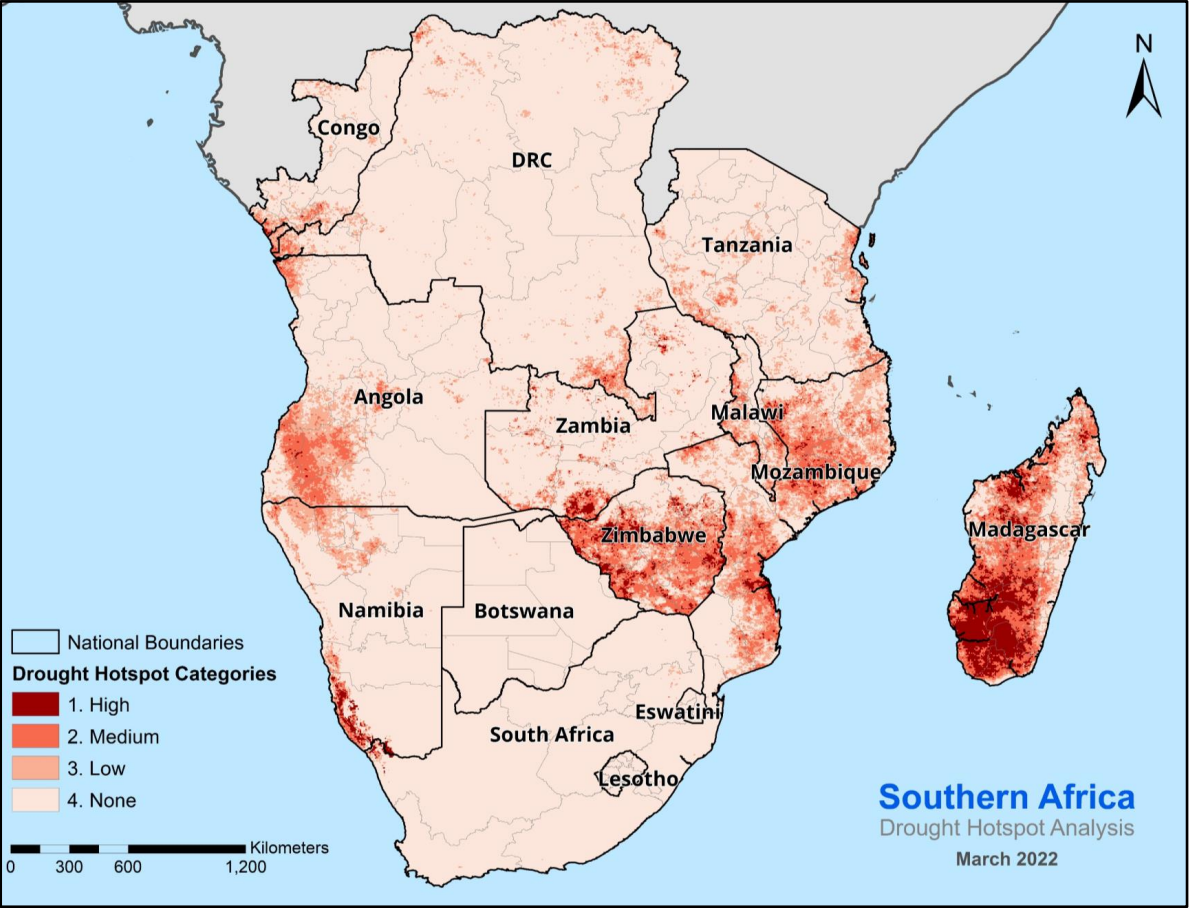 N
Congo
DRC
Tanzania
Angola
Zambia
Malawi
Mozambique
Zimbabwe
Madagascar
Namibia
Botswana
Eswatini
South Africa
Lesotho
National Boundaries
Drought Hotspot Categories
1. High
2. Medium
3. Low
4. None
Kilometers
0 300 600 1,200
Southern Africa
Drought Hotspot Analysis
March 2022